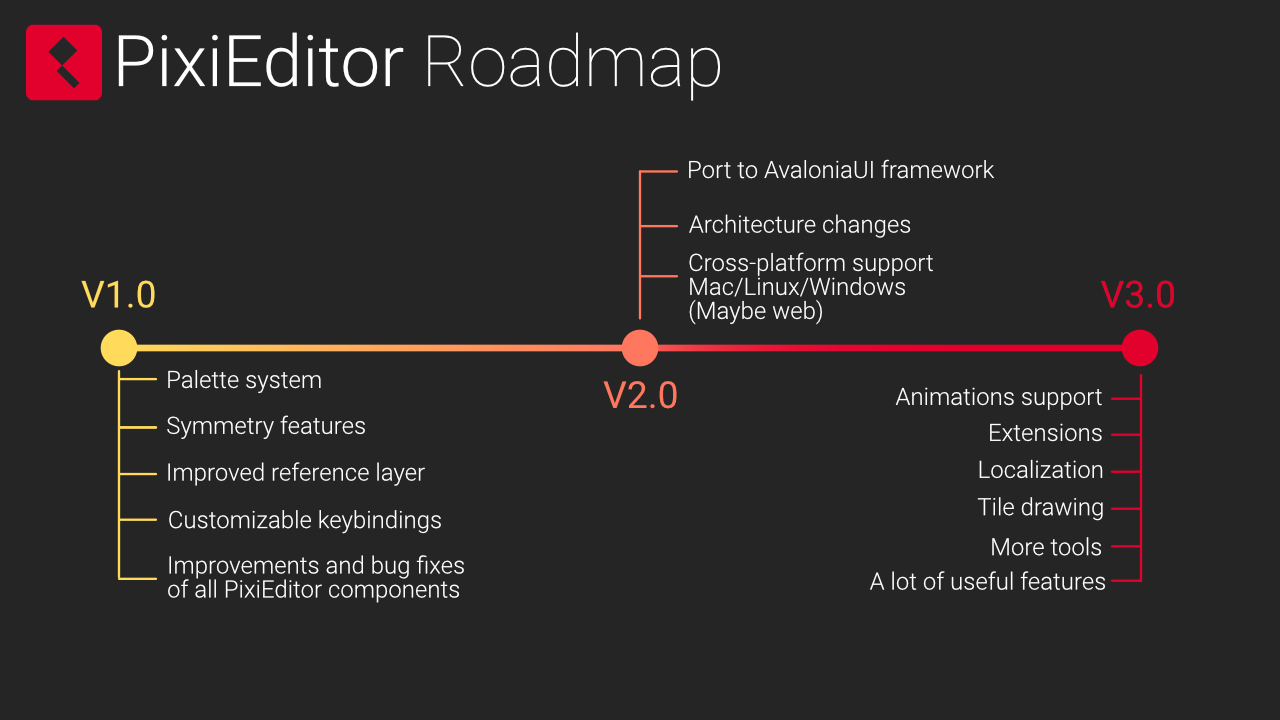 PixiEditor Roadmap
V1.0
Palette system
Symmetry features
Improved reference layer
Customizable keybindings
Improvements and bug fixes
of all PixiEditor components
Port to AvaloniaUI framework
Architecture changes
Cross-platform support
Mac/Linux/Windows
(Maybe web)
V2.0
V3.0
Animations support
Extensions
Localization
Tile drawing
More tools
A lot of useful features